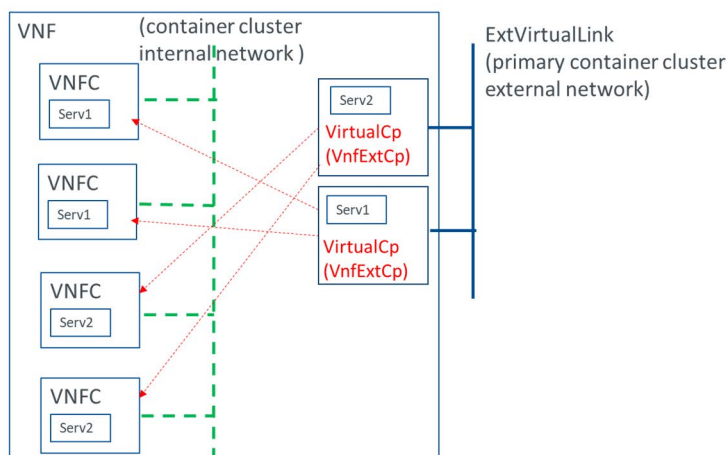 VNF
(container cluster
internal network )
ExtVirtualLink
(primary container cluster
external network)
VNFC
Serv1
VNFC
Serv1
VNFC
Serv2
VNFC
Serv2
Serv2
VirtualCp
(VnfExtCp)
Serv1
VirtualCp
(VnfExtCp)